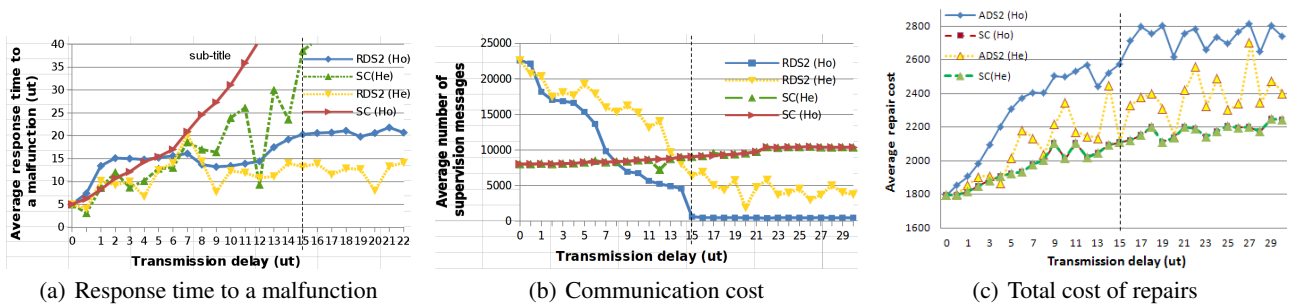 Average response time to
a malfunction (ut)
40
35
30
25
20
15
10
5
0
sub-title
RDS2 (Ho)
SC(He)
RDS2 (He)
SC (Ho)
0 1 2 3 4 5 6 7 8 9 10 11 12 13 14 15 16 17 18 19 20 21 22
Transmission delay (ut)
(a) Response time to a malfunction
Average number of
supervision messages
25000
20000
15000
10000
5000
0
RDS2 (Ho)
RDS2 (He)
SC(He)
SC (Ho)
0 1 3 5 7 9 11 13 15 17 19 21 23 25 27 29
Transmission delay (ut)
(b) Communication cost
Average repair cost
2800
2600
2400
2200
2000
1800
1600
ADS2 (Ho)
SC (Ho)
ADS2 (He)
SC(He)
0 1 3 5 7 9 11 13 15 17 19 21 23 25 27 29
Transmission delay (ut)
(c) Total cost of repairs